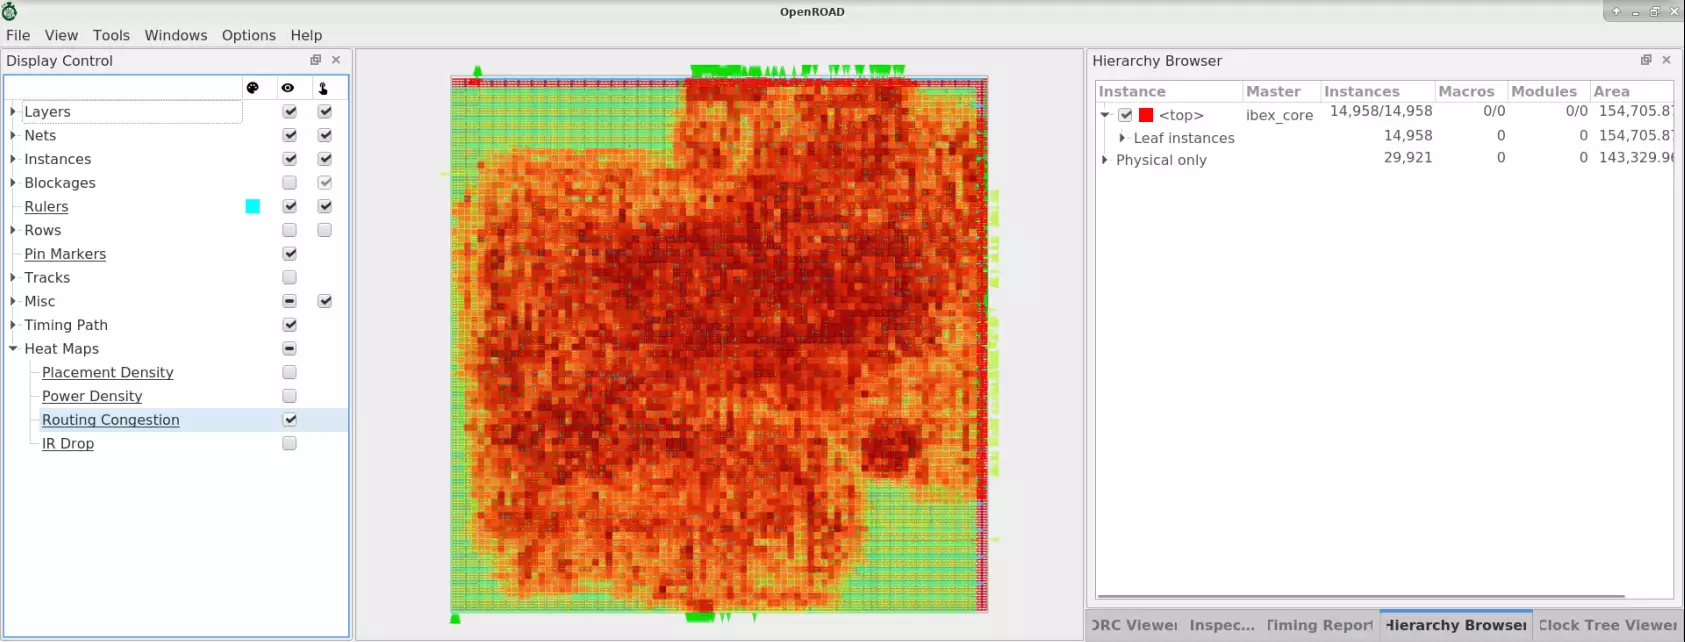 OpenROAD
File View Tools Windows Options Help
Display Control
Layers
Nets
Instances
Blockages
Rulers
Rows
Pin Markers
Tracks
Misc
Timing Path
Heat Maps
Placement Density
Power Density
Routing Congestion
IR Drop
Hierarchy Browser
Instance Master Instances Macros Modules Area
<top> ibex_core 14,958/14,958 0/0 0/0 154,705.8
Leaf instances 14,958 0 0 154,705.8
Physical only 29,921 0 0 143,329.9
DRC Viewer Inspec... Timing Report Hierarchy Browser Clock Tree Viewer